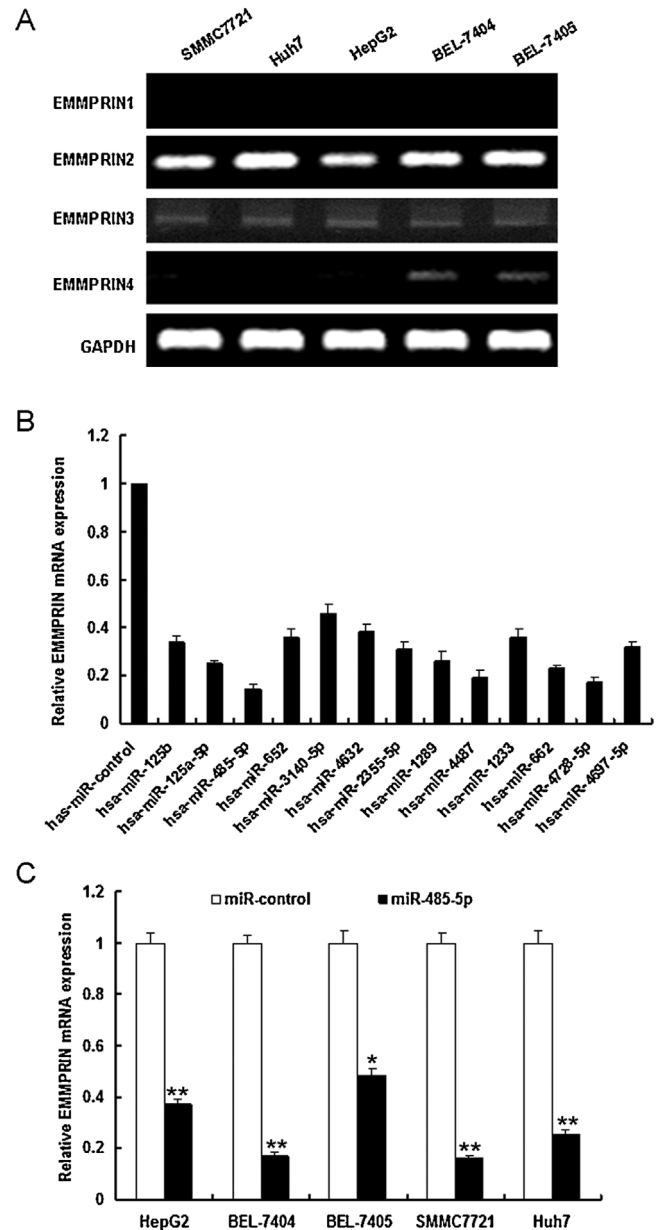 A
SMMC7721 Huh7 HepG2 BEL-7404 BEL-7405
EMMPRIN1
EMMPRIN2
EMMPRIN3
EMMPRIN4
GAPDH
B
Relative EMMPRIN mRNA expression
1.2
1
0.8
0.6
0.4
0.2
0
has-miR-control
hsa-miR-125b
hsa-miR-125a-5p
hsa-miR-485-5p
hsa-miR-652
hsa-miR-3140-5p
hsa-miR-4632
hsa-miR-2355-5p
hsa-miR-1289
hsa-miR-4487
hsa-miR-1233
hsa-miR-662
hsa-miR-4728-5p
hsa-miR-4697-5p
C
Relative EMMPRIN mRNA expression
miR-control miR-485-5p
1.2
1
0.8
0.6
0.4
0.2
0
** ** * ** **
HepG2 BEL-7404 BEL-7405 SMMC7721 Huh7